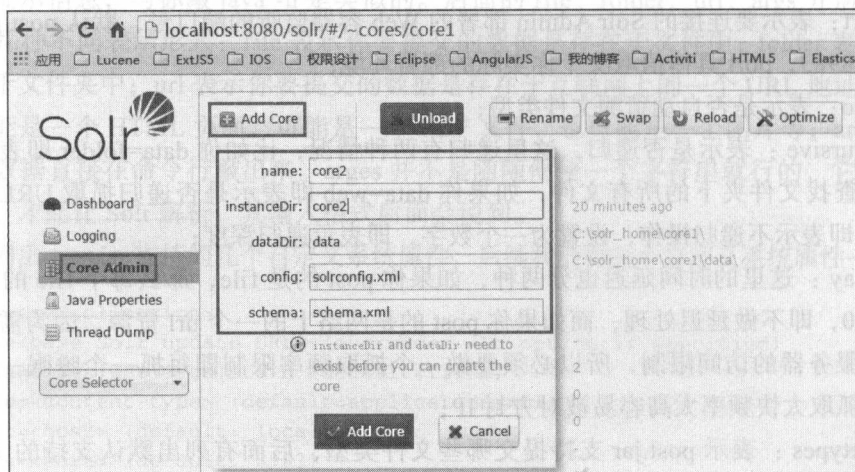 localhost:8080/solr/#/~cores/core1
应用 Lucene ExtJS5 IOS 权限设计 Eclipse AngularJS 我的博客 Activiti HTML5 Elastics
Solr
Add Core Unload Rename Swap Reload Optimize
name: core2
instanceDir: core2
dataDir: data
config: solrconfig.xml
schema: schema.xml
instanceDir and dataDir need to
exist before you can create the
core
Add Core Cancel
20 minutes ago
C:\solr_home\core1\
C:\solr_home\core1\data\
-
2
0
0
Dashboard
Logging
Core Admin
Java Properties
Thread Dump
Core Selector